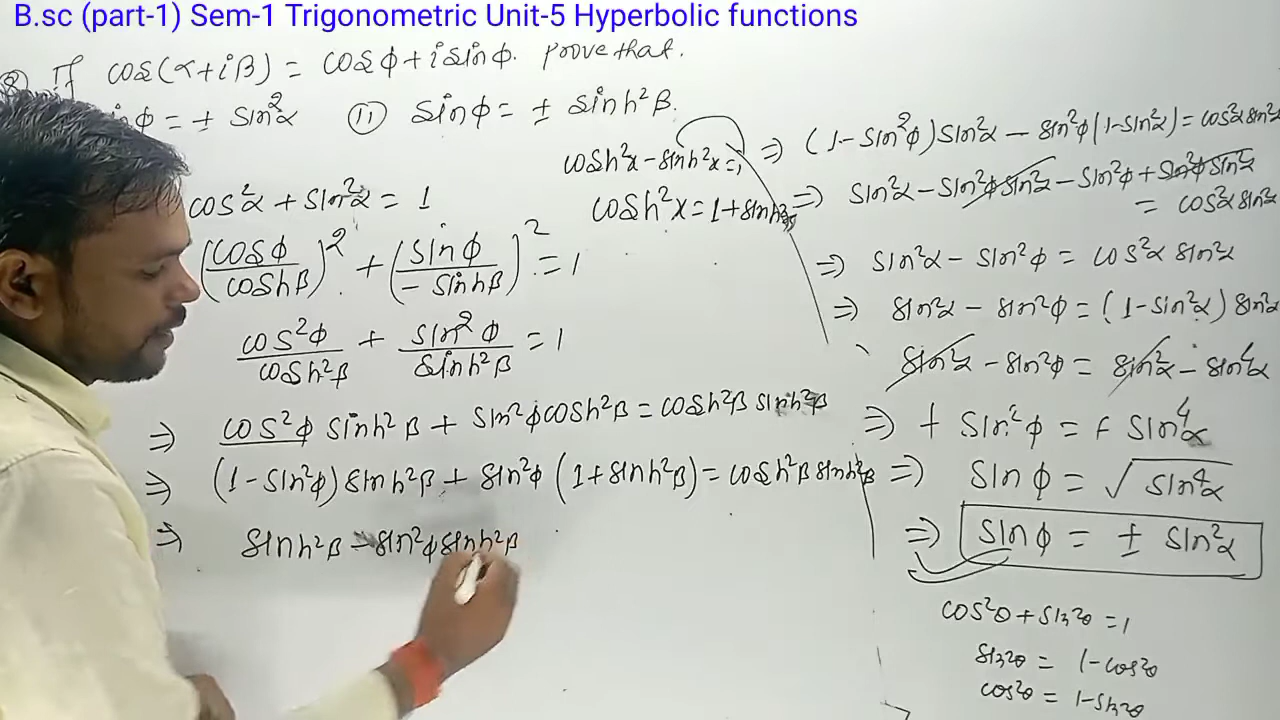 B.sc (part-1) Sem-1 Trigonometric Unit-5 Hyperbolic functions
If cos(α+iβ) = cosφ+isinφ. prove that.
φ = ± sin²α (ii) sinφ = ± sinh²β.
cos²α + sin²α = 1
(cosφ/coshβ)² + (sinφ/-sinhβ)² = 1
cos²φ/cosh²β + sin²φ/sinh²β = 1
⇒ cos²φ sinh²β + sin²φcosh²β = cosh²β sinh²β
⇒ (1-sin²φ) sinh²β + sin²φ (1+sinh²β) = cosh²β sinh²β
⇒ sinh²β - sin²φ sinh²β
cosh²x - sinh²x = 1
cosh²x = 1 + sinh²x
⇒ (1-sin²φ)sin²α - sin²φ(1-sin²α) = cos²α sin²α
⇒ sin²α - sin²φ sin²α - sin²φ + sin²φ sin²α
= cos²α sin²α
⇒ sin²α - sin²φ = cos²α sin²α
⇒ sin²α - sin²φ = (1-sin²α) sin²α
sin²α - sin²φ = sin²α - sin⁴α
⇒ + sin²φ = + sin⁴α
⇒ sinφ = √sin⁴α
⇒ sinφ = ± sin²α
cos²θ + sin²θ = 1
sin²θ = 1-cos²θ
cos²θ = 1-sin²θ